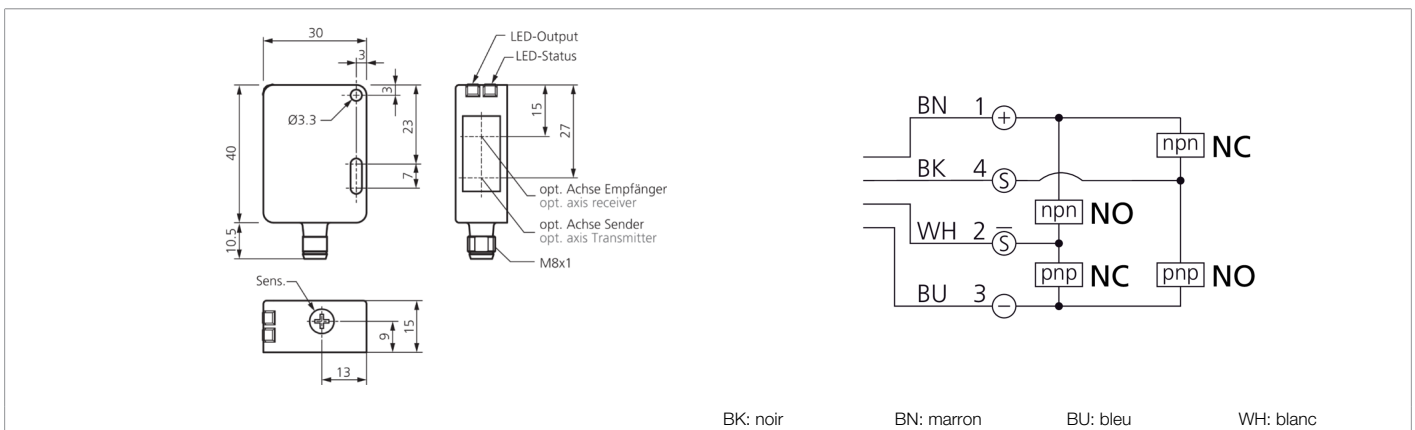 30
3
LED-Output
LED-Status
3
Ø3.3
23
15
27
40
7
opt. Achse Empfänger
opt. axis receiver
opt. Achse Sender
opt. axis Transmitter
10.5
M8x1
Sens.
9
15
13
BN 1 +
npn NC
BK 4 S
npn NO
WH 2 S̅
pnp NC
pnp NO
BU 3 −
BK: noir BN: marron BU: bleu WH: blanc